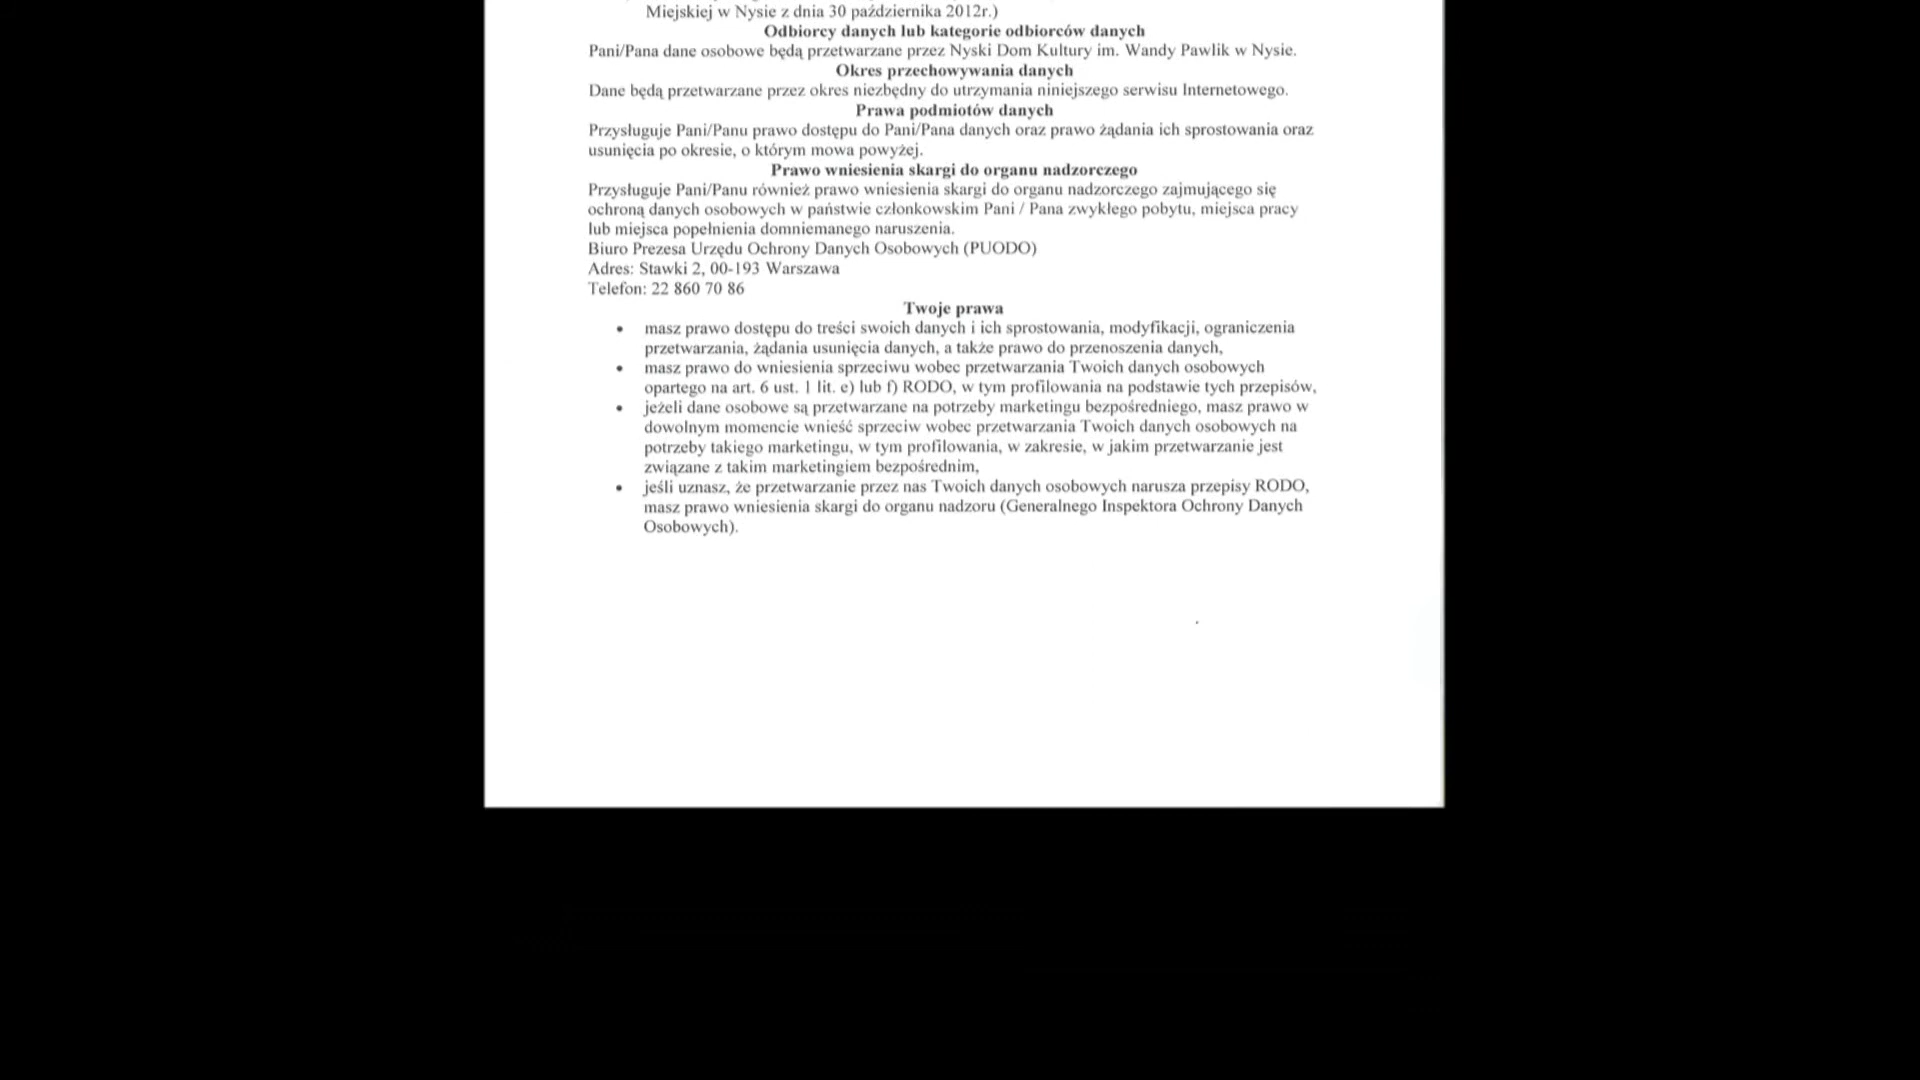 Miejskiej w Nysie z dnia 30 października 2012r.)
Odbiorcy danych lub kategorie odbiorców danych
Pani/Pana dane osobowe będą przetwarzane przez Nyski Dom Kultury im. Wandy Pawlik w Nysie.
Okres przechowywania danych
Dane będą przetwarzane przez okres niezbędny do utrzymania niniejszego serwisu Internetowego.
Prawa podmiotów danych
Przysługuje Pani/Panu prawo dostępu do Pani/Pana danych oraz prawo żądania ich sprostowania oraz
usunięcia po okresie, o którym mowa powyżej.
Prawo wniesienia skargi do organu nadzorczego
Przysługuje Pani/Panu również prawo wniesienia skargi do organu nadzorczego zajmującego się
ochroną danych osobowych w państwie członkowskim Pani / Pana zwykłego pobytu, miejsca pracy
lub miejsca popełnienia domniemanego naruszenia.
Biuro Prezesa Urzędu Ochrony Danych Osobowych (PUODO)
Adres: Stawki 2, 00-193 Warszawa
Telefon: 22 860 70 86
Twoje prawa
• masz prawo dostępu do treści swoich danych i ich sprostowania, modyfikacji, ograniczenia
przetwarzania, żądania usunięcia danych, a także prawo do przenoszenia danych,
• masz prawo do wniesienia sprzeciwu wobec przetwarzania Twoich danych osobowych
opartego na art. 6 ust. 1 lit. e) lub f) RODO, w tym profilowania na podstawie tych przepisów,
• jeżeli dane osobowe są przetwarzane na potrzeby marketingu bezpośredniego, masz prawo w
dowolnym momencie wnieść sprzeciw wobec przetwarzania Twoich danych osobowych na
potrzeby takiego marketingu, w tym profilowania, w zakresie, w jakim przetwarzanie jest
związane z takim marketingiem bezpośrednim,
• jeśli uznasz, że przetwarzanie przez nas Twoich danych osobowych narusza przepisy RODO,
masz prawo wniesienia skargi do organu nadzoru (Generalnego Inspektora Ochrony Danych
Osobowych).